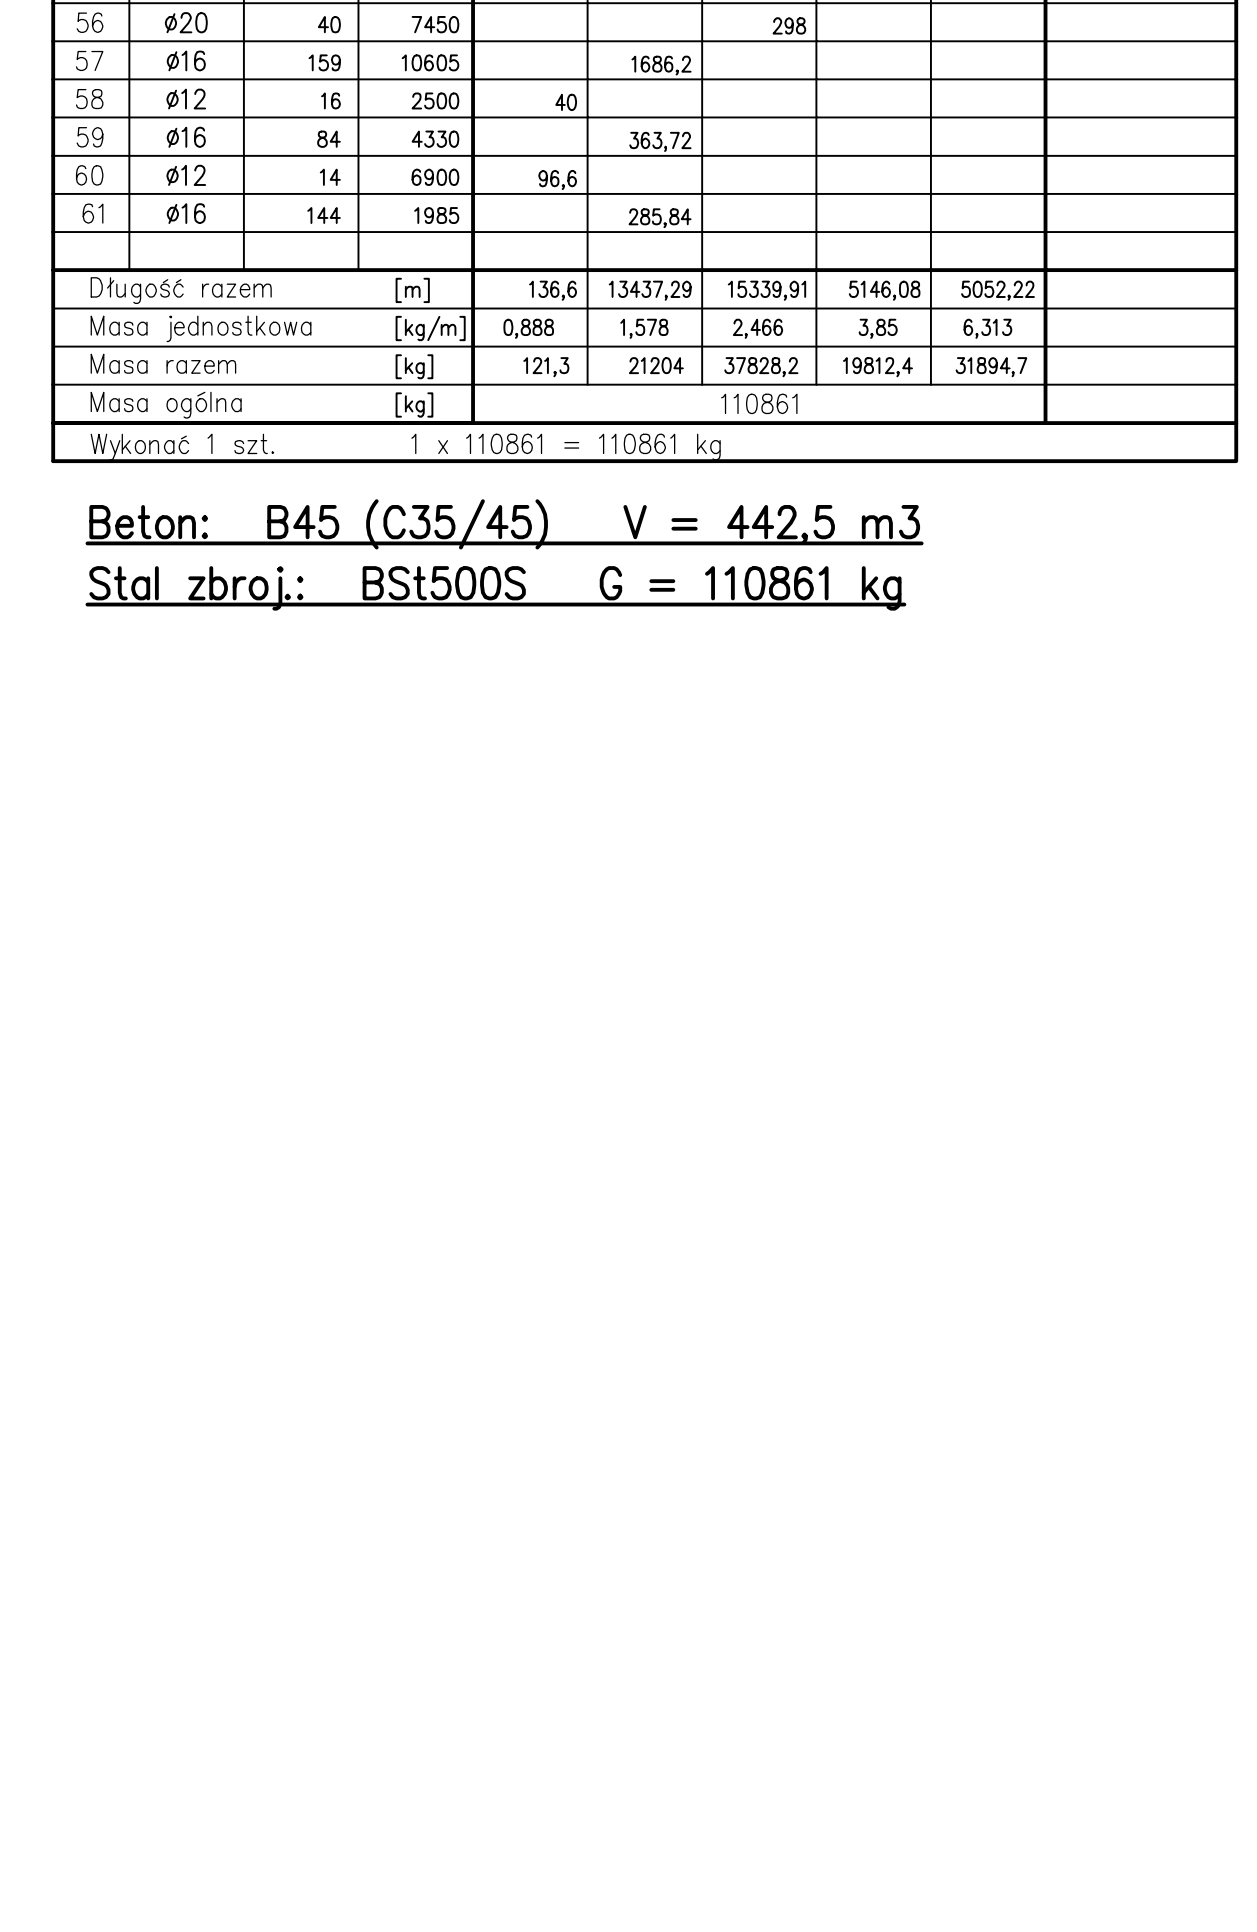 56 ø20 40 7450 298
57 ø16 159 10605 1686,2
58 ø12 16 2500 40
59 ø16 84 4330 363,72
60 ø12 14 6900 96,6
61 ø16 144 1985 285,84
Długość razem [m] 136,6 13437,29 15339,91 5146,08 5052,22
Masa jednostkowa [kg/m] 0,888 1,578 2,466 3,85 6,313
Masa razem [kg] 121,3 21204 37828,2 19812,4 31894,7
Masa ogólna [kg] 110861
Wykonać 1 szt. 1 x 110861 = 110861 kg
Beton: B45 (C35/45) V = 442,5 m3
Stal zbroj.: BSt500S G = 110861 kg